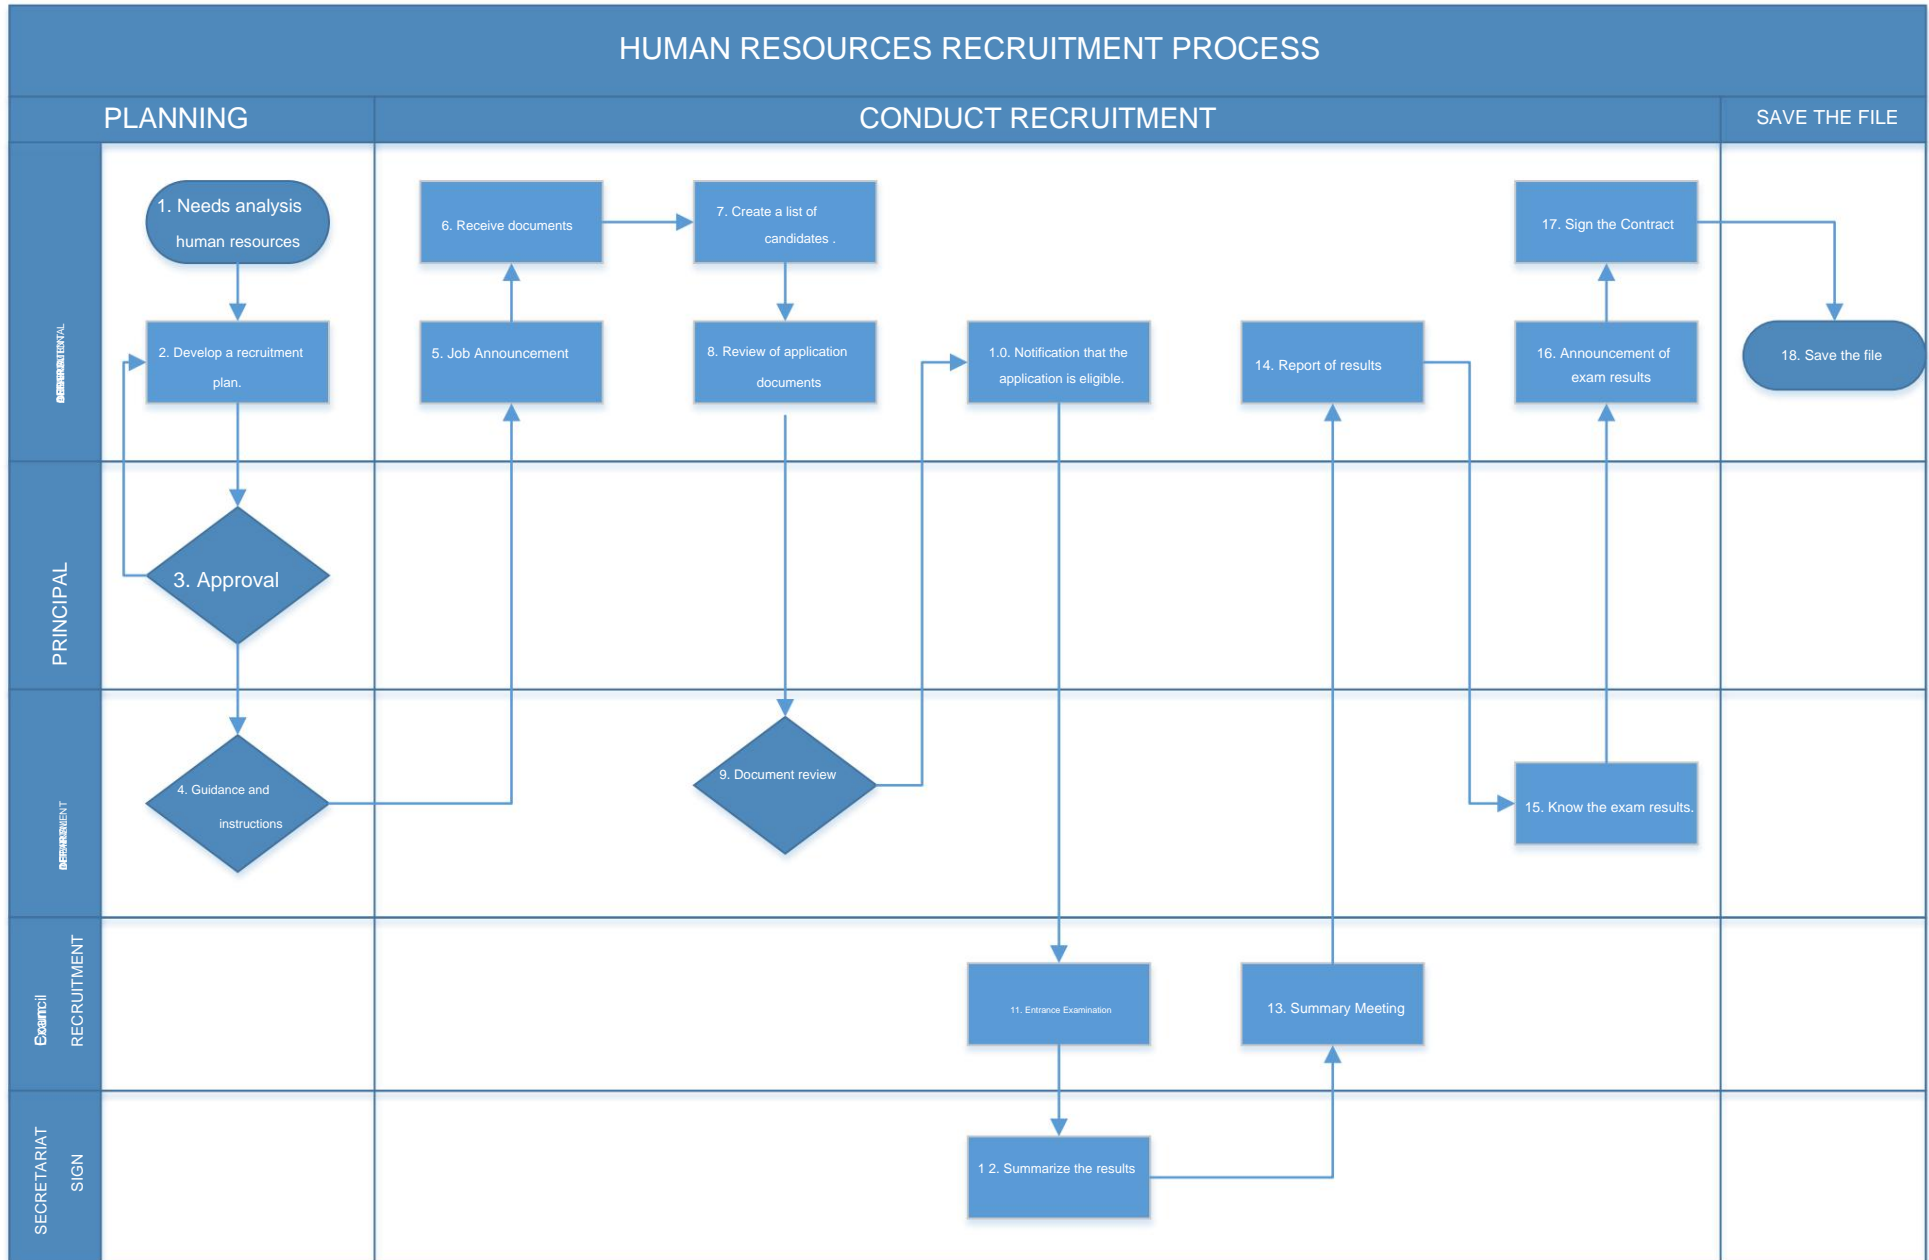 HUMAN RESOURCES RECRUITMENT PROCESS
PLANNING
CONDUCT RECRUITMENT
SAVE THE FILE
1. Needs analysis
human resources
6. Receive documents
7. Create a list of
candidates .
17. Sign the Contract
2. Develop a recruitment
plan.
5. Job Announcement
8. Review of application
documents
1.0. Notification that the
application is eligible.
14. Report of results
16. Announcement of
exam results
18. Save the file
PRINCIPAL
3. Approval
4. Guidance and
instructions
9. Document review
15. Know the exam results.
Council
RECRUITMENT
11. Entrance Examination
13. Summary Meeting
SECRETARIAT
SIGN
1 2. Summarize the results